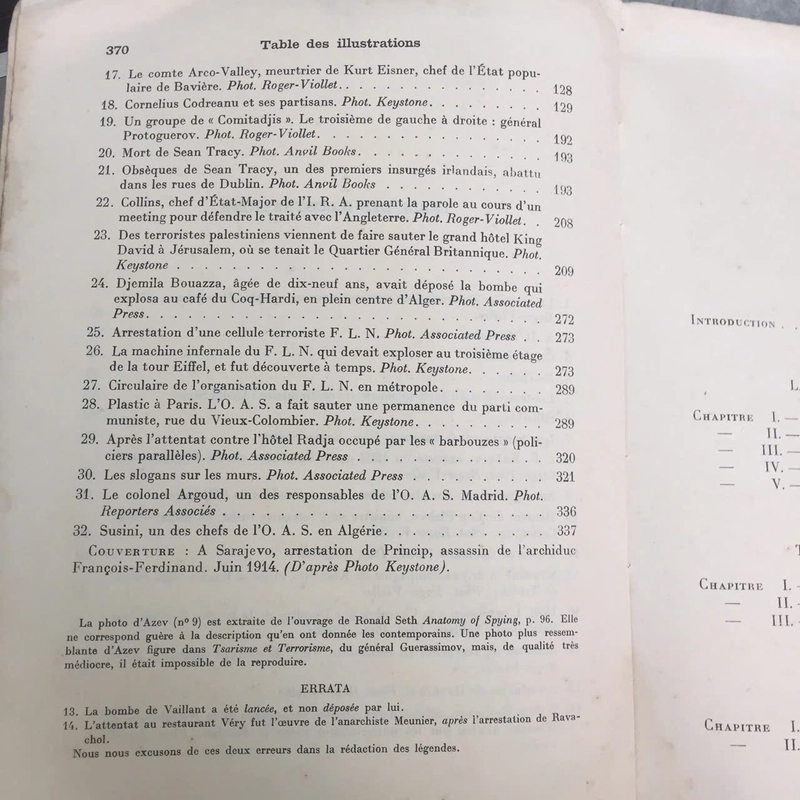 370
Table des illustrations
17. Le comte Arco-Valley, meurtrier de Kurt Eisner, chef de l'État popu-
laire de Bavière. Phot. Roger-Viollet. . . . . . . . . . . . . . . . 128
18. Cornelius Codreanu et ses partisans. Phot. Keystone. . . . . . . . 129
19. Un groupe de « Comitadjis ». Le troisième de gauche à droite : général
Protoguerov. Phot. Roger-Viollet. . . . . . . . . . . . . . . . . 192
20. Mort de Sean Tracy. Phot. Anvil Books. . . . . . . . . . . . . . 193
21. Obsèques de Sean Tracy, un des premiers insurgés irlandais, abattu
dans les rues de Dublin. Phot. Anvil Books . . . . . . . . . . . . 193
22. Collins, chef d'État-Major de l'I. R. A. prenant la parole au cours d'un
meeting pour défendre le traité avec l'Angleterre. Phot. Roger-Viollet. . 208
23. Des terroristes palestiniens viennent de faire sauter le grand hôtel King
David à Jérusalem, où se tenait le Quartier Général Britannique. Phot.
Keystone . . . . . . . . . . . . . . . . . . . . . . . . . . . 209
24. Djemila Bouazza, âgée de dix-neuf ans, avait déposé la bombe qui
explosa au café du Coq-Hardi, en plein centre d'Alger. Phot. Associated
Press. . . . . . . . . . . . . . . . . . . . . . . . . . . . . 272
25. Arrestation d'une cellule terroriste F. L. N. Phot. Associated Press . . 273
26. La machine infernale du F. L. N. qui devait exploser au troisième étage
de la tour Eiffel, et fut découverte à temps. Phot. Keystone. . . . . . 273
27. Circulaire de l'organisation du F. L. N. en métropole. . . . . . . . 289
28. Plastic à Paris. L'O. A. S. a fait sauter une permanence du parti com-
muniste, rue du Vieux-Colombier. Phot. Keystone. . . . . . . . . . 289
29. Après l'attentat contre l'hôtel Radja occupé par les « barbouzes » (poli-
ciers parallèles). Phot. Associated Press . . . . . . . . . . . . . . 320
30. Les slogans sur les murs. Phot. Associated Press . . . . . . . . . . 321
31. Le colonel Argoud, un des responsables de l'O. A. S. Madrid. Phot.
Reporters Associés . . . . . . . . . . . . . . . . . . . . . . . 336
32. Susini, un des chefs de l'O. A. S. en Algérie. . . . . . . . . . . . 337
COUVERTURE : A Sarajevo, arrestation de Princip, assassin de l'archiduc
François-Ferdinand. Juin 1914. (D'après Photo Keystone).
La photo d'Azev (nº 9) est extraite de l'ouvrage de Ronald Seth Anatomy of Spying, p. 96. Elle
ne correspond guère à la description qu'en ont donnée les contemporains. Une photo plus ressem-
blante d'Azev figure dans Tsarisme et Terrorisme, du général Guerassimov, mais, de qualité très
médiocre, il était impossible de la reproduire.
ERRATA
13. La bombe de Vaillant a été lancée, et non déposée par lui.
14. L'attentat au restaurant Véry fut l'œuvre de l'anarchiste Meunier, après l'arrestation de Rava-
chol.
Nous nous excusons de ces deux erreurs dans la rédaction des légendes.
INTRODUCTION . .
L.
CHAPITRE I. —
— II. —
— III. —
— IV. —
— V. —
CHAPITRE I. —
— II. —
— III. —
CHAPITRE I.
— II.